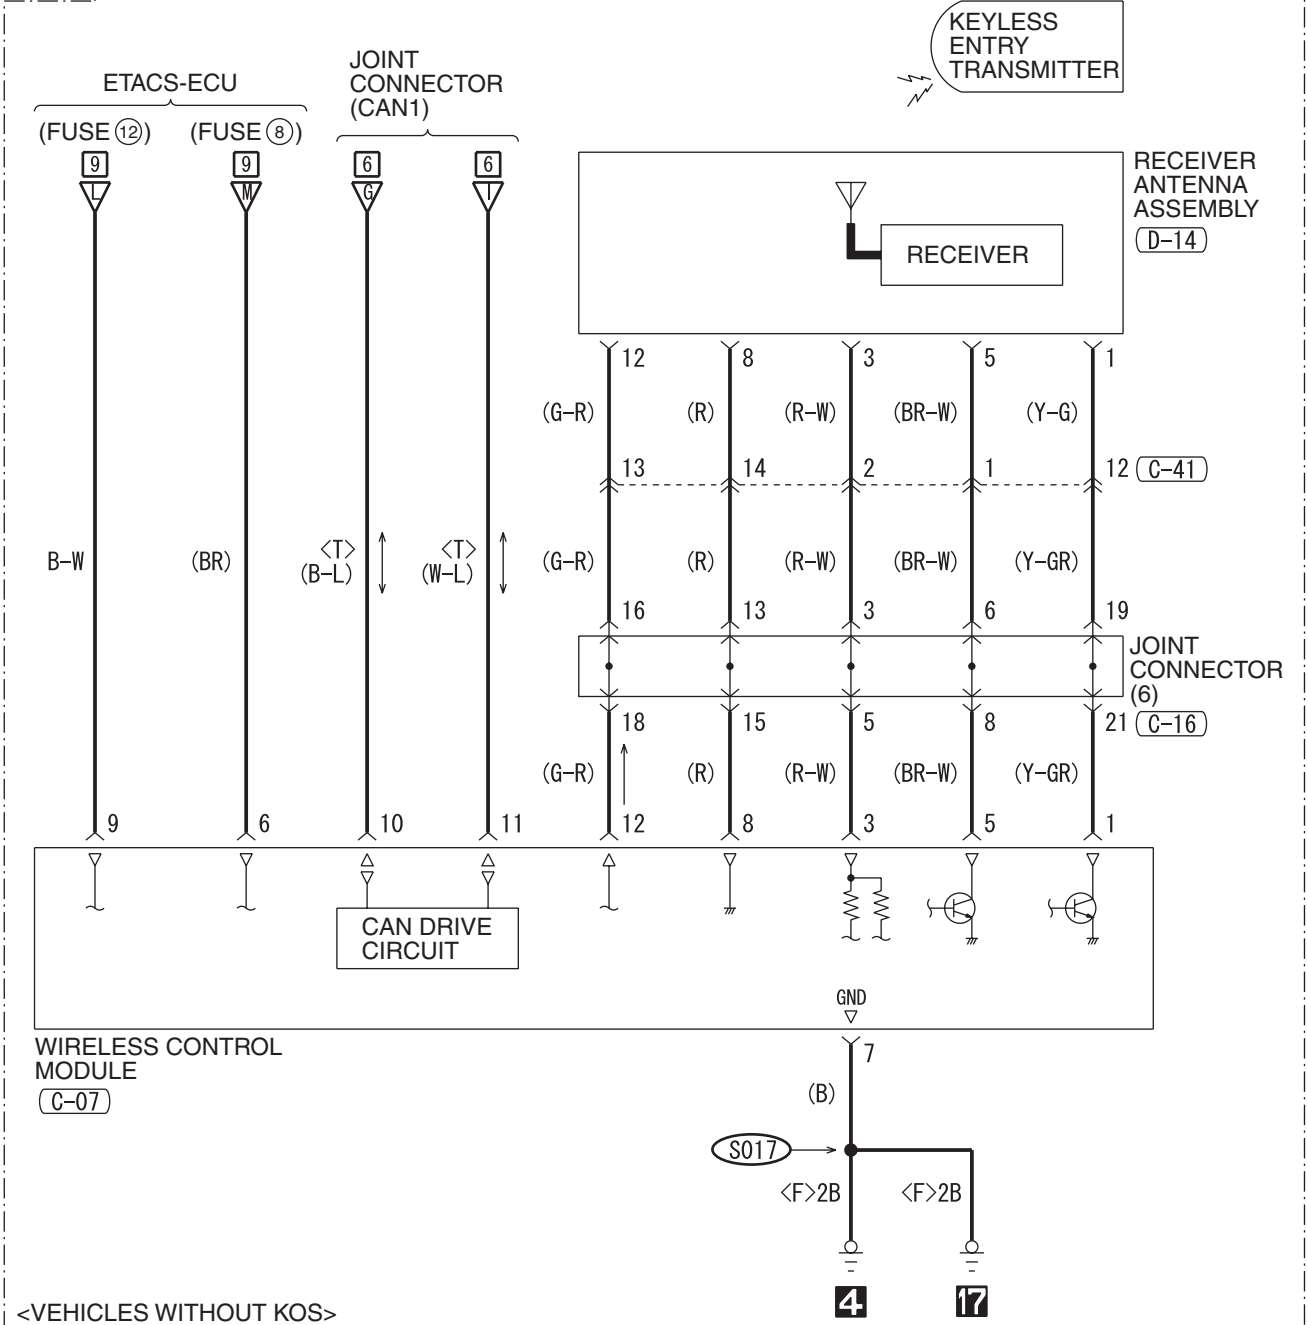 KEYLESS
ENTRY
TRANSMITTER
JOINT
CONNECTOR
(CAN1)
ETACS-ECU
(FUSE 12) (FUSE 8)
9 9 6 6
L M G I
RECEIVER
ANTENNA
ASSEMBLY
D-14
RECEIVER
12 8 3 5 1
(G-R) (R) (R-W) (BR-W) (Y-G)
13 14 2 1 12 C-41
B-W (BR) <T> <T> (G-R) (R) (R-W) (BR-W) (Y-GR)
(B-L) (W-L)
16 13 3 6 19
JOINT
CONNECTOR
(6)
18 15 5 8 21 C-16
(G-R) (R) (R-W) (BR-W) (Y-GR)
9 6 10 11 12 8 3 5 1
CAN DRIVE
CIRCUIT
GND
WIRELESS CONTROL
MODULE
C-07
7
(B)
S017
<F>2B <F>2B
4 17
<VEHICLES WITHOUT KOS>